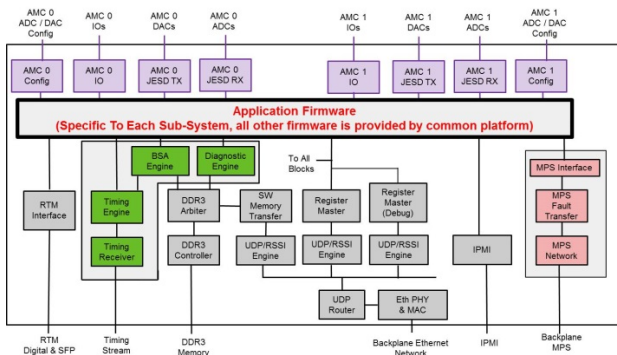 AMC 0
ADC / DAC
Config
AMC 0
IOs
AMC 0
DACs
AMC 0
ADCs
AMC 1
IOs
AMC 1
DACs
AMC 1
ADCs
AMC 1
ADC / DAC
Config
AMC 0
Config
AMC 0
IO
AMC 0
JESD TX
AMC 0
JESD RX
AMC 1
IO
AMC 1
JESD TX
AMC 1
JESD RX
AMC 1
Config
Application Firmware
(Specific To Each Sub-System, all other firmware is provided by common platform)
BSA
Engine
Diagnostic
Engine
To All
Blocks
MPS Interface
RTM
Interface
Timing
Engine
DDR3
Arbiter
SW
Memory
Transfer
Register
Master
Register
Master
(Debug)
MPS
Fault
Transfer
Timing
Receiver
DDR3
Controller
UDP/RSSI
Engine
UDP/RSSI
Engine
UDP/RSSI
Engine
IPMI
MPS
Network
UDP
Router
Eth PHY
& MAC
RTM
Digital & SFP
Timing
Stream
DDR3
Memory
Backplane Ethernet
Network
IPMI
Backplane
MPS